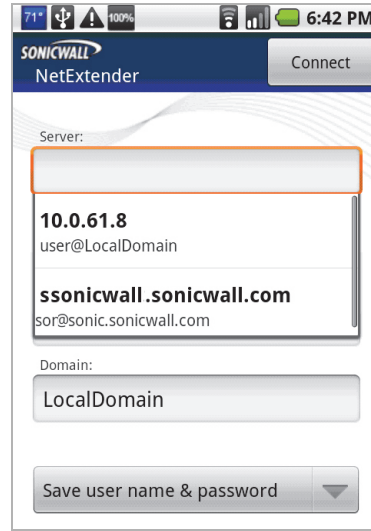 71° 100% 6:42 PM
SONICWALL
NetExtender
Connect
Server:
10.0.61.8
user@LocalDomain
ssonicwall.sonicwall.com
sor@sonic.sonicwall.com
Domain:
LocalDomain
Save user name & password